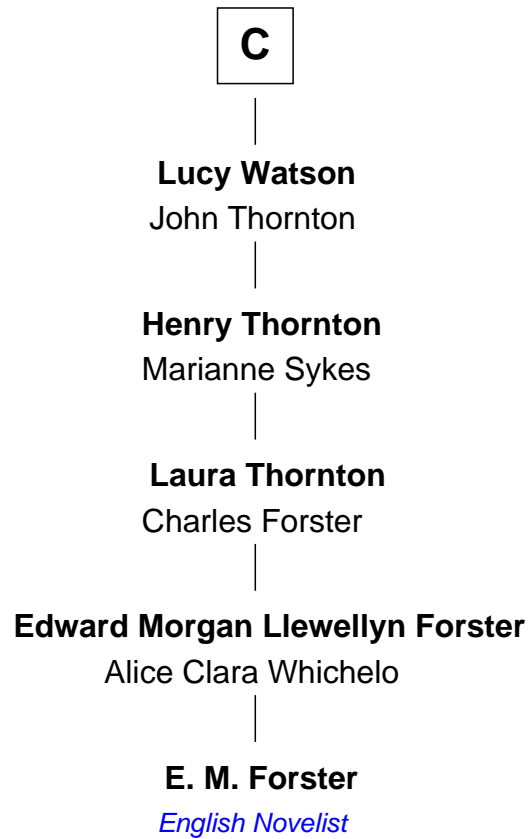 C
Lucy Watson
John Thornton
Henry Thornton
Marianne Sykes
Laura Thornton
Charles Forster
Edward Morgan Llewellyn Forster
Alice Clara Whichelo
E. M. Forster
English Novelist